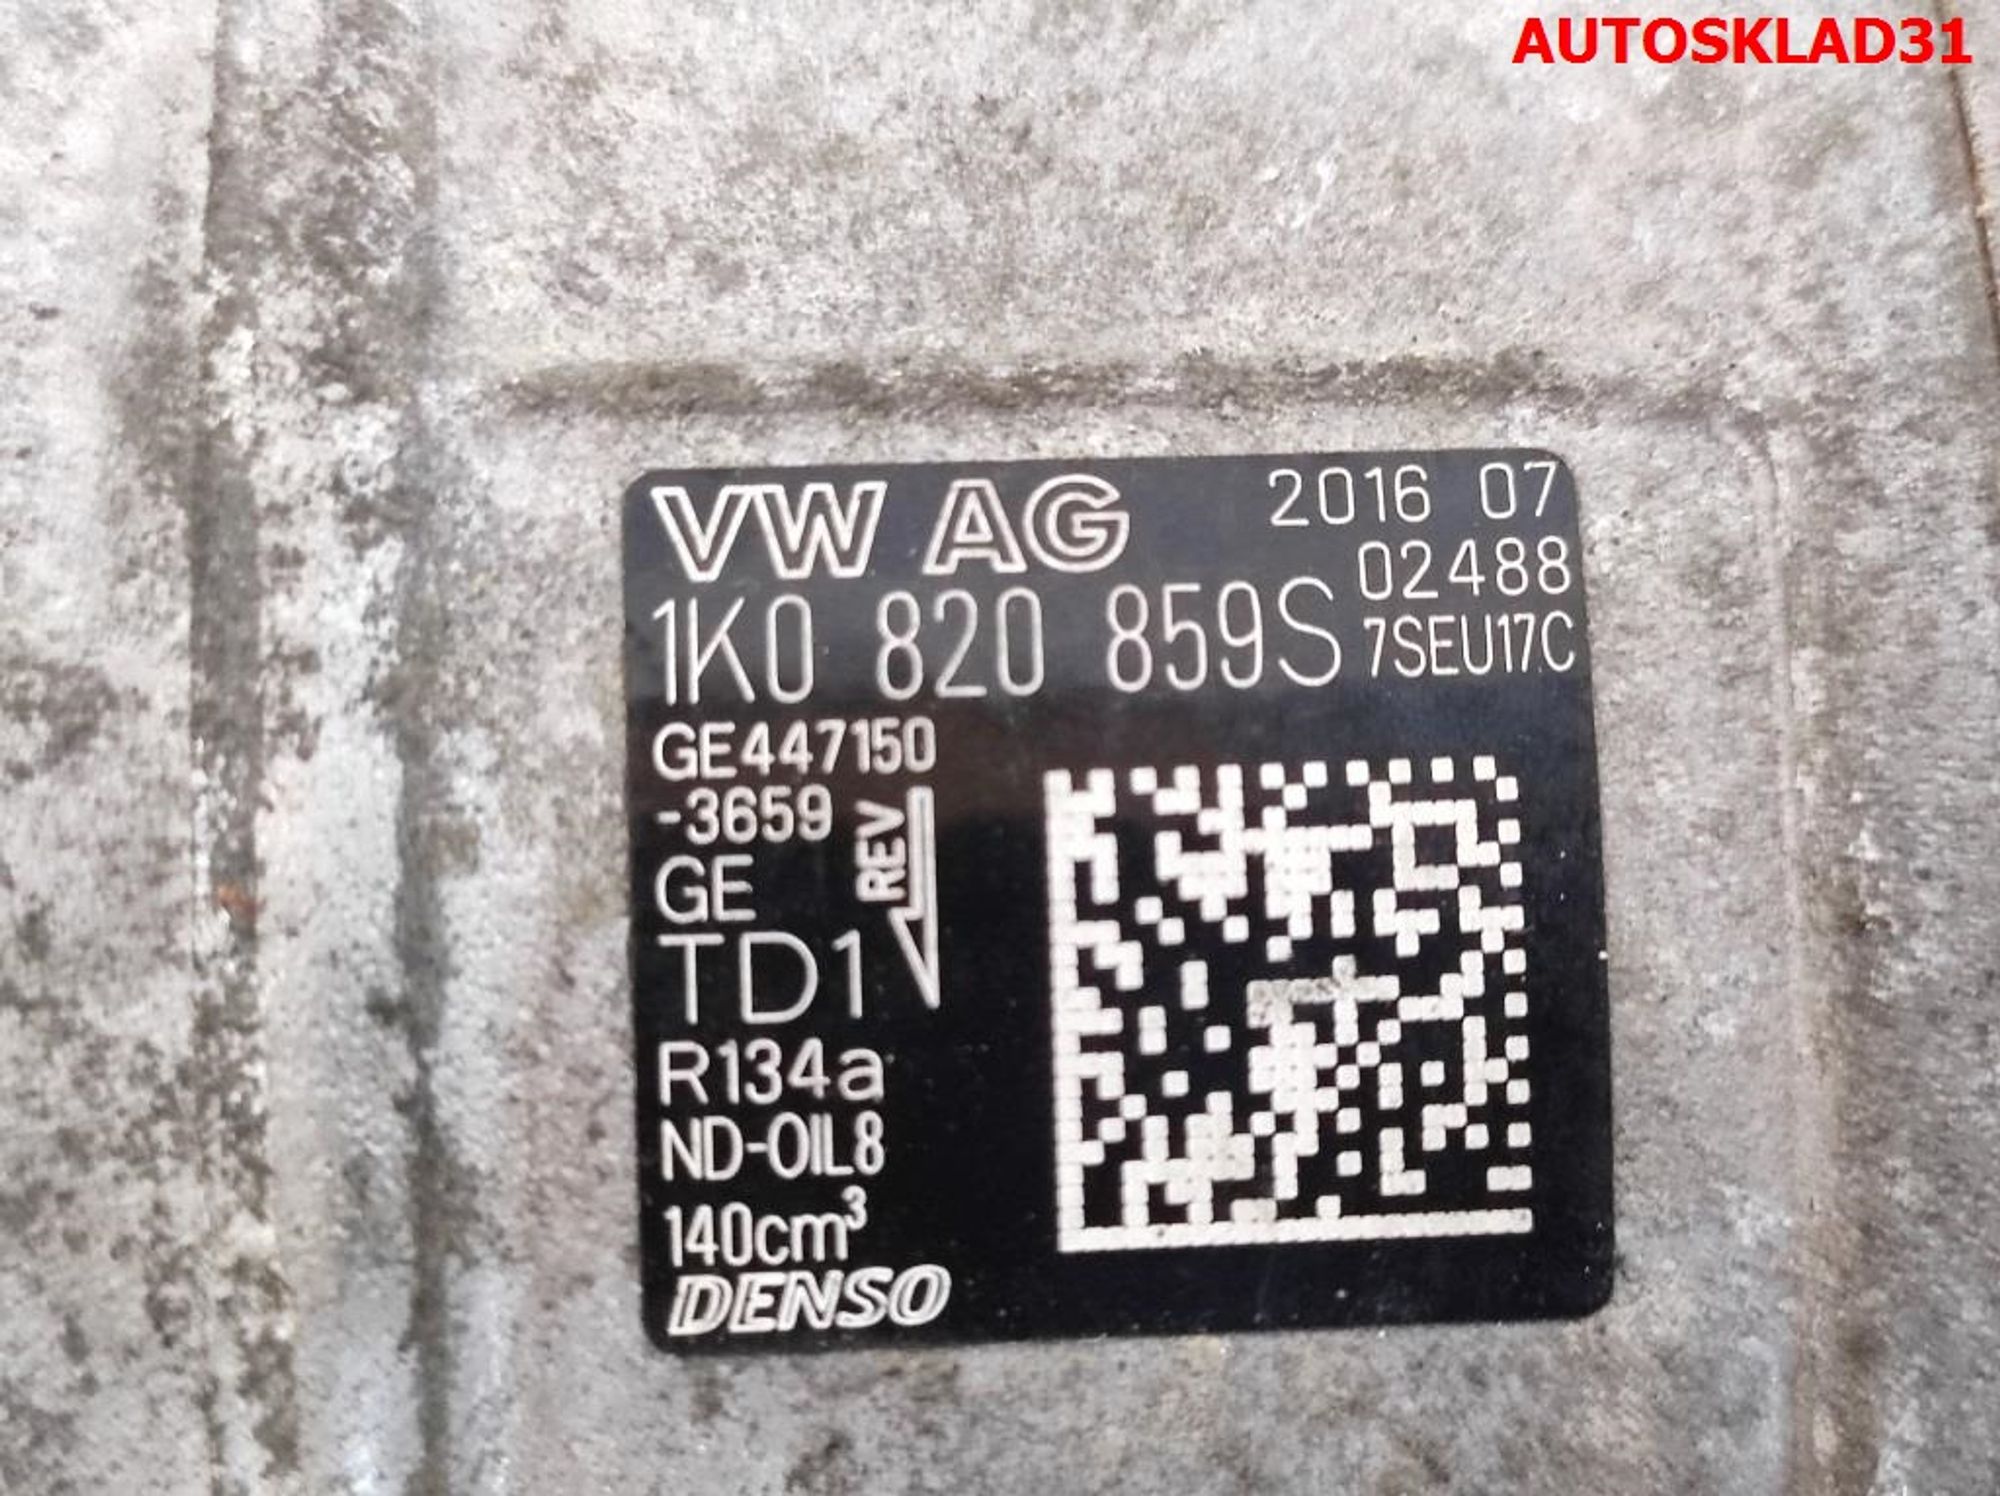 AUTOSKLAD31
VW AG 2016 07
02488
1K0 820 859S 7SEU17C
GE447150
-3659
REV
GE
TD1
R134a
ND-OIL8
140cm³
DENSO